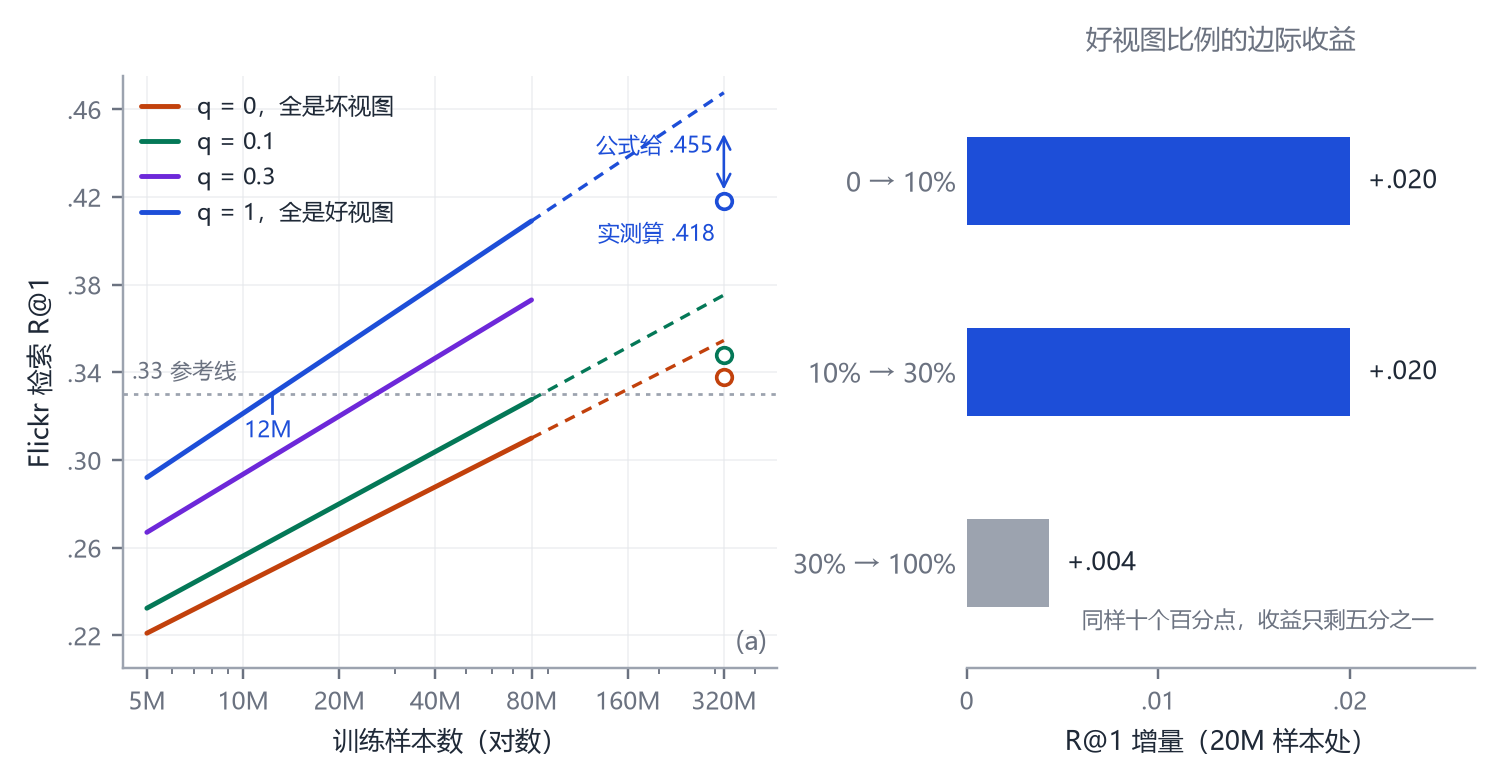 .46
.42
.38
.34
.30
.26
.22
Flickr 检索 R@1
q = 0，全是坏视图
q = 0.1
q = 0.3
q = 1，全是好视图
公式给 .455
实测算 .418
.33 参考线
12M
(a)
5M 10M 20M 40M 80M 160M 320M
训练样本数（对数）
好视图比例的边际收益
0 → 10%
+.020
10% → 30%
+.020
30% → 100%
+.004
同样十个百分点，收益只剩五分之一
0 .01 .02
R@1 增量（20M 样本处）